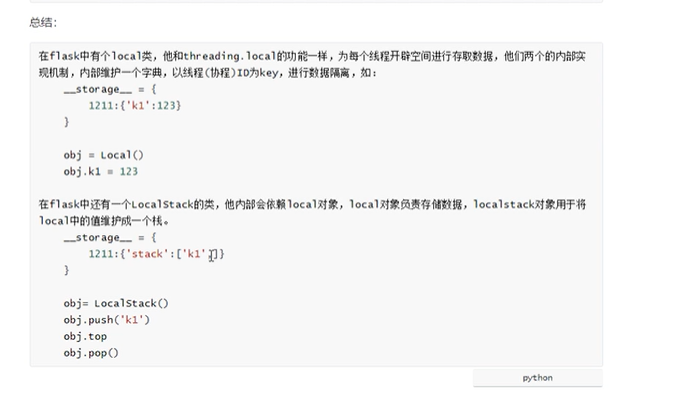 总结:
在flask中有个local类，他和threading.local的功能一样，为每个线程开辟空间进行存取数据，他们两个的内部实
现机制，内部维护一个字典，以线程(协程)ID为key，进行数据隔离，如：
__storage__ = {
1211:{'k1':123}
}
obj = Local()
obj.k1 = 123
在flask中还有一个LocalStack的类，他内部会依赖local对象，local对象负责存储数据，localstack对象用于将
local中的值维护成一个栈。
__storage__ = {
1211:{'stack':['k1',]}
}
obj= LocalStack()
obj.push('k1')
obj.top
obj.pop()
python